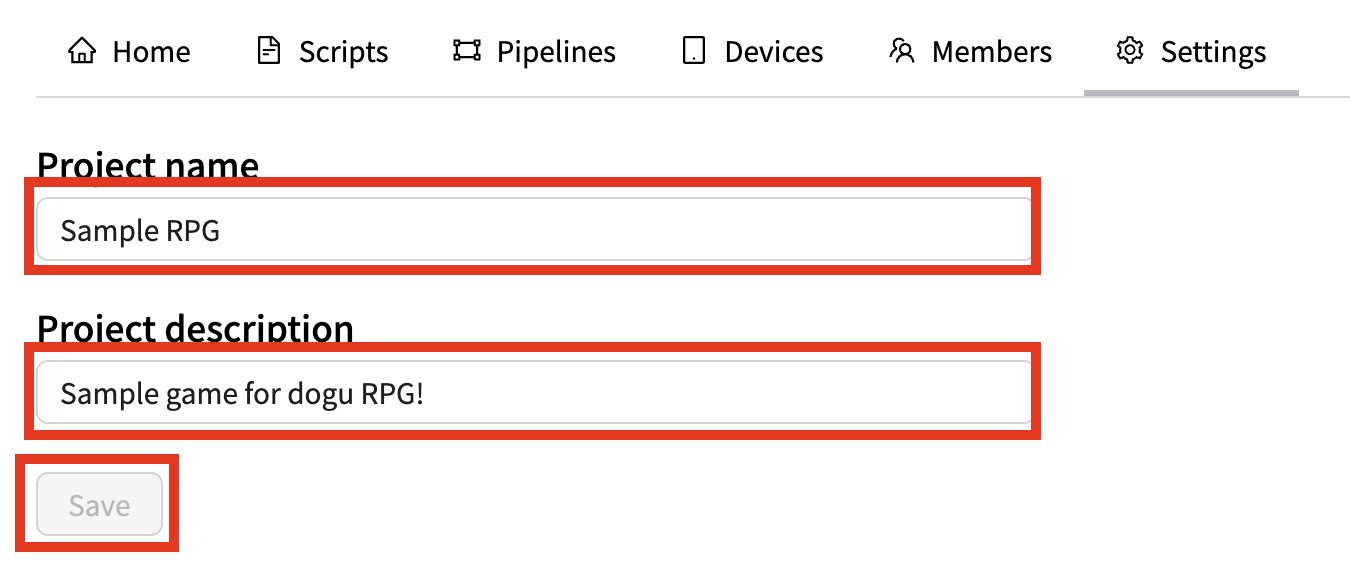 Home Scripts Pipelines Devices Members Settings
Project name
Sample RPG
Project description
Sample game for dogu RPG!
Save